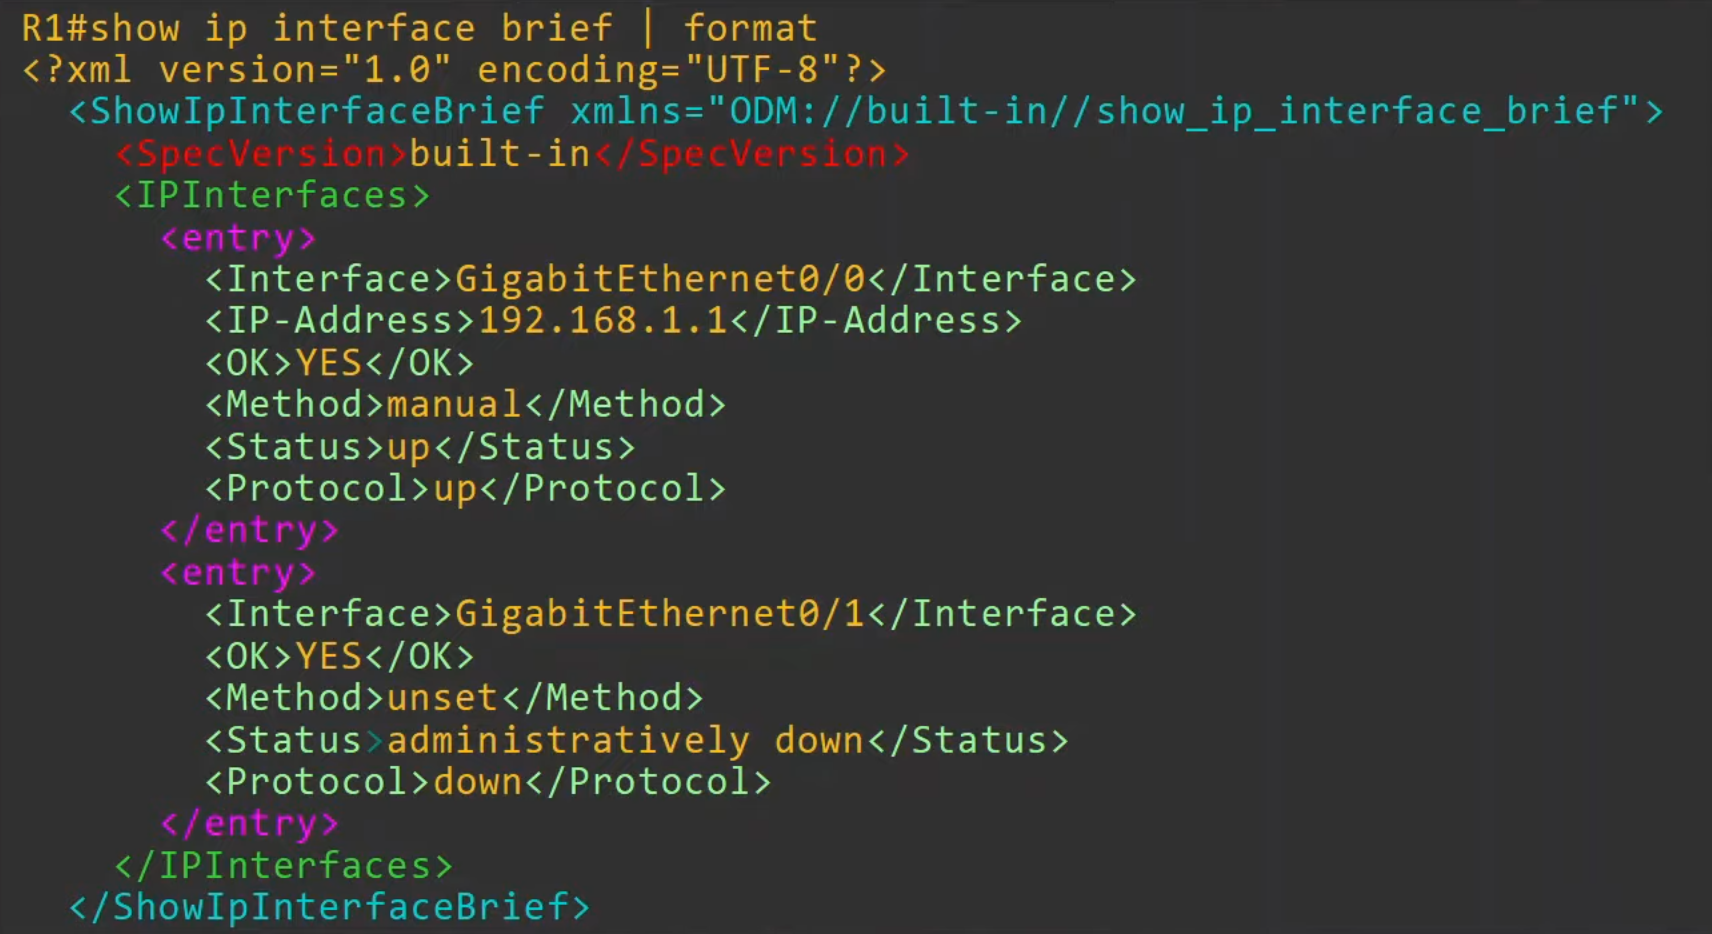 R1#show ip interface brief | format
<?xml version="1.0" encoding="UTF-8"?>
<ShowIpInterfaceBrief xmlns="ODM://built-in//show_ip_interface_brief">
<SpecVersion>built-in</SpecVersion>
<IPInterfaces>
<entry>
<Interface>GigabitEthernet0/0</Interface>
<IP-Address>192.168.1.1</IP-Address>
<OK>YES</OK>
<Method>manual</Method>
<Status>up</Status>
<Protocol>up</Protocol>
</entry>
<entry>
<Interface>GigabitEthernet0/1</Interface>
<OK>YES</OK>
<Method>unset</Method>
<Status>administratively down</Status>
<Protocol>down</Protocol>
</entry>
</IPInterfaces>
</ShowIpInterfaceBrief>